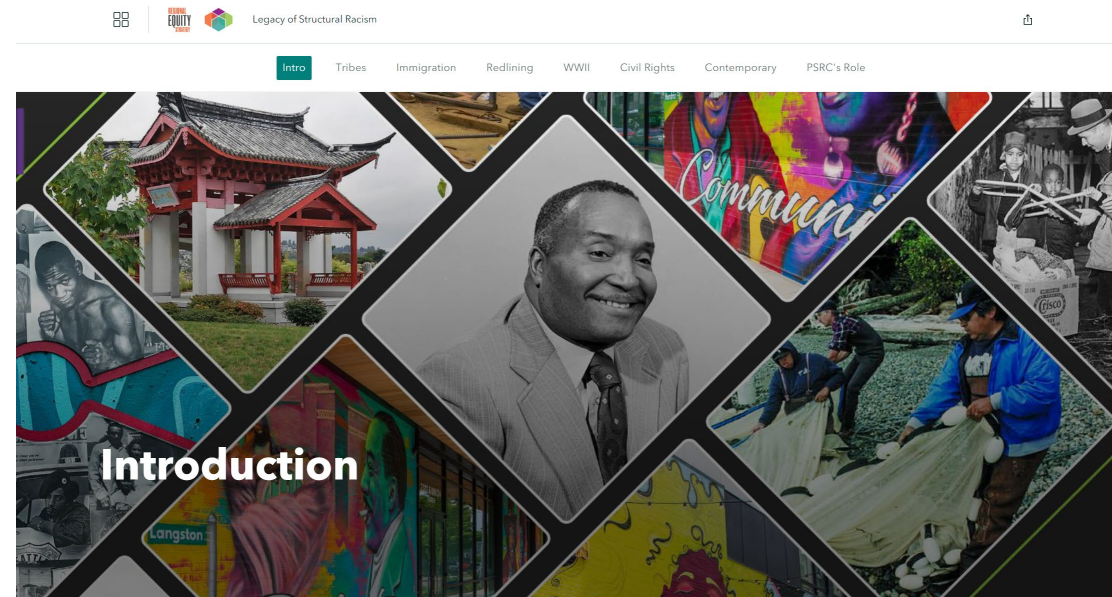 REGIONAL
EQUITY
STRATEGY
Legacy of Structural Racism
Intro
Tribes
Immigration
Redlining
WWII
Civil Rights
Contemporary
PSRC's Role
Communi
crisco
Introduction
Langston